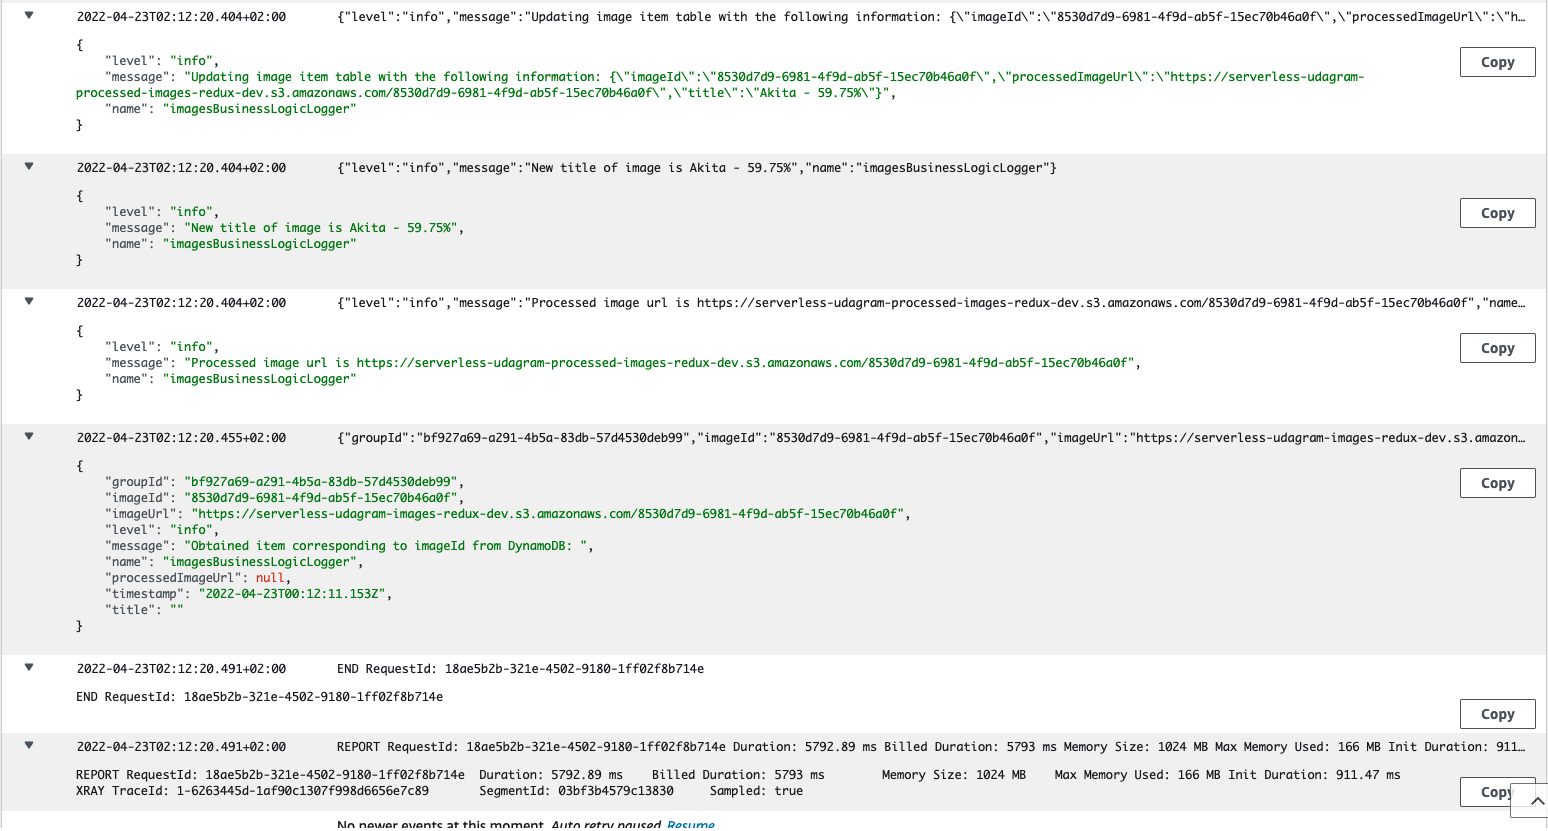 2022-04-23T02:12:20.404+02:00 {"level":"info","message":"Updating image item table with the following information: {\"imageId\":\"8530d7d9-6981-4f9d-ab5f-15ec70b46a0f\",\"processedImageUrl\":\"h…
{
"level": "info",
Copy
"message": "Updating image item table with the following information: {\"imageId\":\"8530d7d9-6981-4f9d-ab5f-15ec70b46a0f\",\"processedImageUrl\":\"https://serverless-udagram-
processed-images-redux-dev.s3.amazonaws.com/8530d7d9-6981-4f9d-ab5f-15ec70b46a0f\",\"title\":\"Akita - 59.75%\"}",
"name": "imagesBusinessLogicLogger"
}
2022-04-23T02:12:20.404+02:00 {"level":"info","message":"New title of image is Akita - 59.75%","name":"imagesBusinessLogicLogger"}
{
"level": "info",
Copy
"message": "New title of image is Akita - 59.75%",
"name": "imagesBusinessLogicLogger"
}
2022-04-23T02:12:20.404+02:00 {"level":"info","message":"Processed image url is https://serverless-udagram-processed-images-redux-dev.s3.amazonaws.com/8530d7d9-6981-4f9d-ab5f-15ec70b46a0f","name…
{
"level": "info",
Copy
"message": "Processed image url is https://serverless-udagram-processed-images-redux-dev.s3.amazonaws.com/8530d7d9-6981-4f9d-ab5f-15ec70b46a0f",
"name": "imagesBusinessLogicLogger"
}
2022-04-23T02:12:20.455+02:00 {"groupId":"bf927a69-a291-4b5a-83db-57d4530deb99","imageId":"8530d7d9-6981-4f9d-ab5f-15ec70b46a0f","imageUrl":"https://serverless-udagram-images-redux-dev.s3.amazon…
{
"groupId": "bf927a69-a291-4b5a-83db-57d4530deb99",
Copy
"imageId": "8530d7d9-6981-4f9d-ab5f-15ec70b46a0f",
"imageUrl": "https://serverless-udagram-images-redux-dev.s3.amazonaws.com/8530d7d9-6981-4f9d-ab5f-15ec70b46a0f",
"level": "info",
"message": "Obtained item corresponding to imageId from DynamoDB: ",
"name": "imagesBusinessLogicLogger",
"processedImageUrl": null,
"timestamp": "2022-04-23T00:12:11.153Z",
"title": ""
}
2022-04-23T02:12:20.491+02:00 END RequestId: 18ae5b2b-321e-4502-9180-1ff02f8b714e
END RequestId: 18ae5b2b-321e-4502-9180-1ff02f8b714e
Copy
2022-04-23T02:12:20.491+02:00 REPORT RequestId: 18ae5b2b-321e-4502-9180-1ff02f8b714e Duration: 5792.89 ms Billed Duration: 5793 ms Memory Size: 1024 MB Max Memory Used: 166 MB Init Duration: 911…
REPORT RequestId: 18ae5b2b-321e-4502-9180-1ff02f8b714e Duration: 5792.89 ms Billed Duration: 5793 ms Memory Size: 1024 MB Max Memory Used: 166 MB Init Duration: 911.47 ms
XRAY TraceId: 1-6263445d-1af90c1307f998d6656e7c89 SegmentId: 03bf3b4579c13830 Sampled: true
Copy
No newer events at this moment. Auto retry paused. Resume